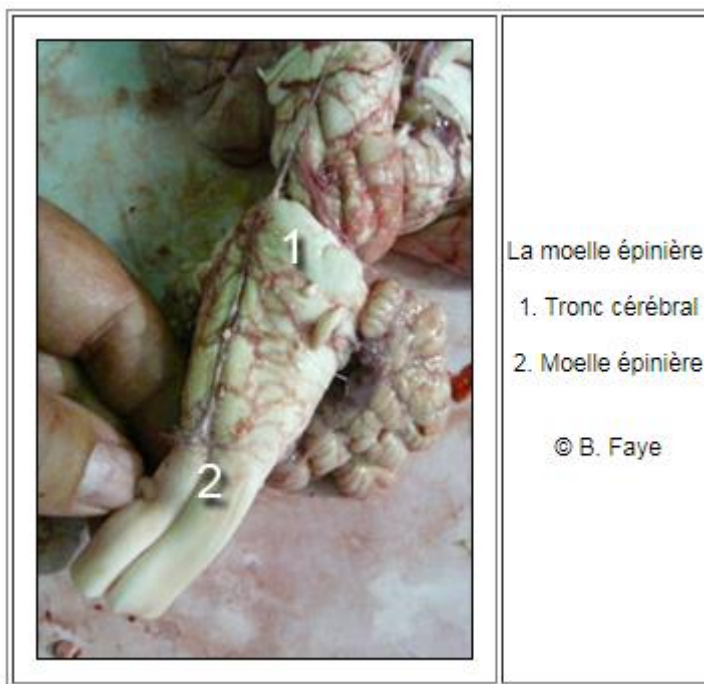 1
2
La moelle épinière
1. Tronc cérébral
2. Moelle épinière
© B. Faye